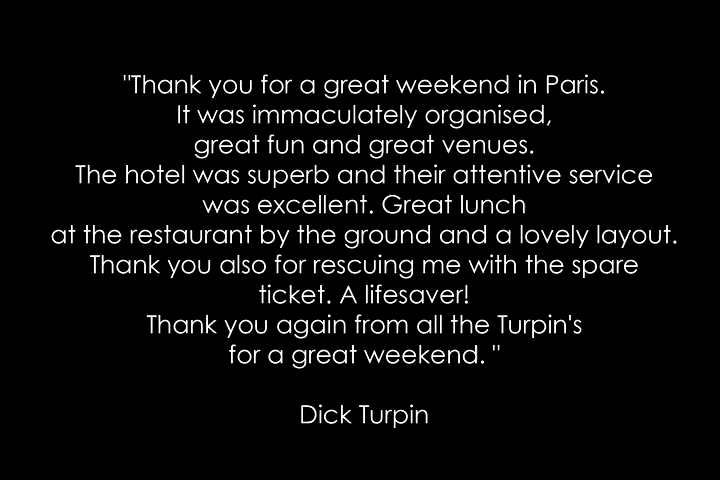 "Thank you for a great weekend in Paris.
It was immaculately organised,
great fun and great venues.
The hotel was superb and their attentive service
was excellent. Great lunch
at the restaurant by the ground and a lovely layout.
Thank you also for rescuing me with the spare
ticket. A lifesaver!
Thank you again from all the Turpin's
for a great weekend. "
Dick Turpin